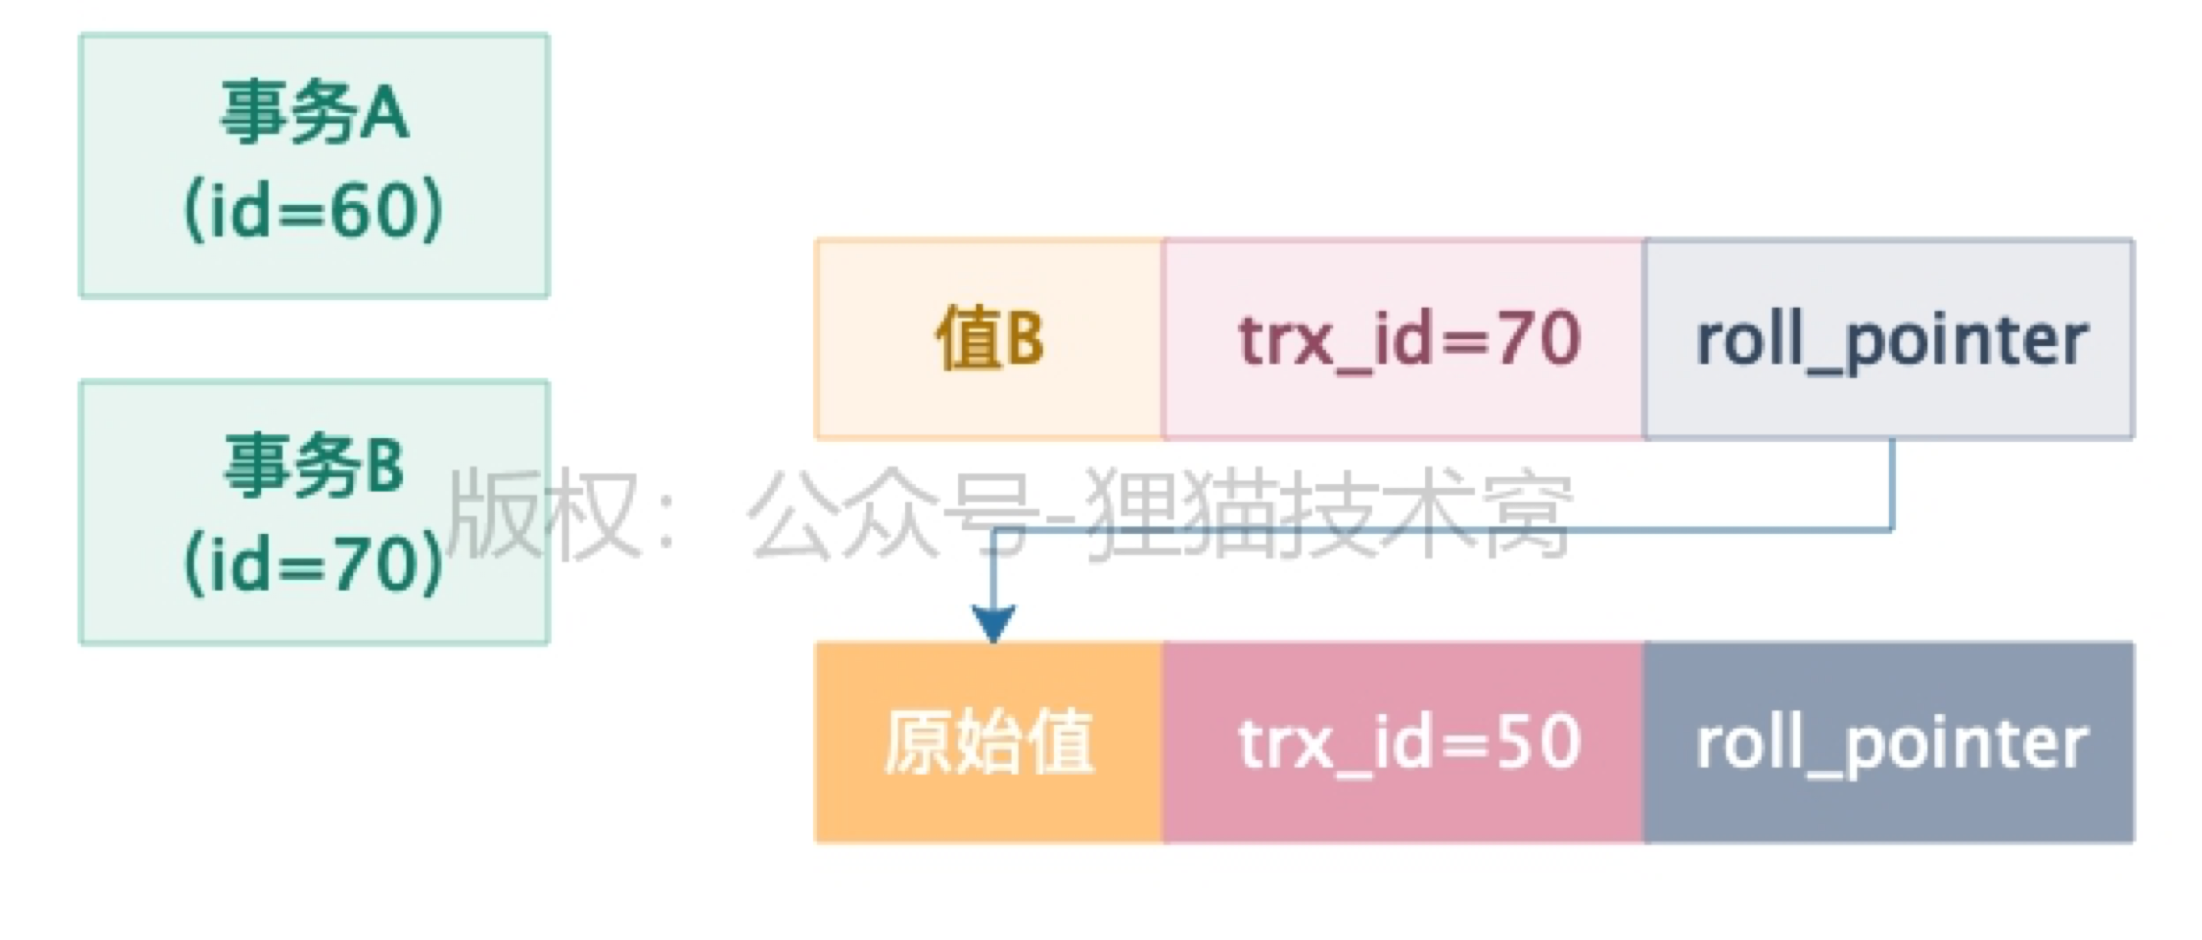 事务A
(id=60)
值B
trx_id=70
roll_pointer
事务B
(id=70)
版权：公众号-狸猫技术窝
原始值
trx_id=50
roll_pointer